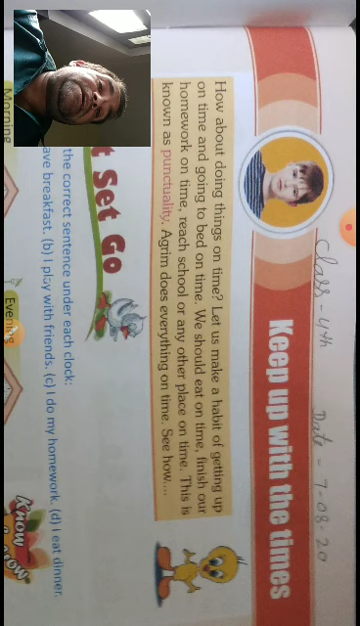 Class - 4th Date - 7-08-20
Keep up with the times
How about doing things on time? Let us make a habit of getting up
on time and going to bed on time. We should eat on time, finish our
homework on time, reach school or any other place on time. This is
known as punctuality. Agrim does everything on time. See how....
t Set Go
the correct sentence under each clock:
ave breakfast. (b) I play with friends. (c) I do my homework. (d) I eat dinner.
Morning
Evening
Know